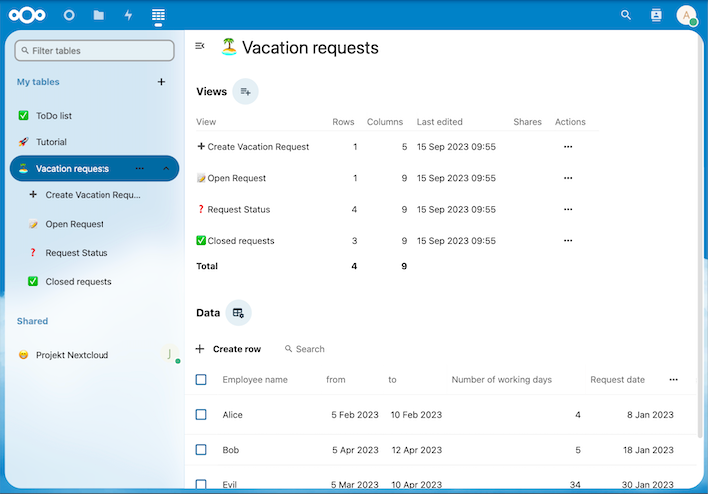 A
Filter tables
My tables
ToDo list
Tutorial
Vacation requests
Create Vacation Requ...
Open Request
Request Status
Closed requests
Shared
Projekt Nextcloud J
Vacation requests
Views
View Rows Columns Last edited Shares Actions
Create Vacation Request 1 5 15 Sep 2023 09:55
Open Request 1 9 15 Sep 2023 09:55
Request Status 4 9 15 Sep 2023 09:55
Closed requests 3 9 15 Sep 2023 09:55
Total 4 9
Data
Create row Search
Employee name from to Number of working days Request date
Alice 5 Feb 2023 10 Feb 2023 4 8 Jan 2023
Bob 5 Apr 2023 12 Apr 2023 5 18 Jan 2023
Evil 5 Mar 2023 10 Apr 2023 34 30 Jan 2023